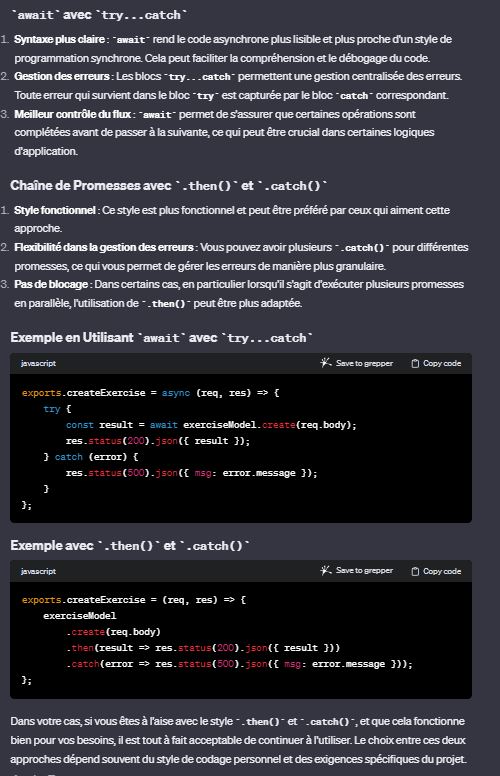 `await` avec `try...catch`
1. Syntaxe plus claire : `await` rend le code asynchrone plus lisible et plus proche d'un style de
programmation synchrone. Cela peut faciliter la compréhension et le débogage du code.
2. Gestion des erreurs : Les blocs `try...catch` permettent une gestion centralisée des erreurs.
Toute erreur qui survient dans le bloc `try` est capturée par le bloc `catch` correspondant.
3. Meilleur contrôle du flux : `await` permet de s'assurer que certaines opérations sont
complétées avant de passer à la suivante, ce qui peut être crucial dans certaines logiques
d'application.
Chaîne de Promesses avec `.then()` et `.catch()`
1. Style fonctionnel : Ce style est plus fonctionnel et peut être préféré par ceux qui aiment cette
approche.
2. Flexibilité dans la gestion des erreurs : Vous pouvez avoir plusieurs `.catch()` pour différentes
promesses, ce qui vous permet de gérer les erreurs de manière plus granulaire.
3. Pas de blocage : Dans certains cas, en particulier lorsqu'il s'agit d'exécuter plusieurs promesses
en parallèle, l'utilisation de `.then()` peut être plus adaptée.
Exemple en Utilisant `await` avec `try...catch`
javascript Save to grepper Copy code
exports.createExercise = async (req, res) => {
try {
const result = await exerciseModel.create(req.body);
res.status(200).json({ result });
} catch (error) {
res.status(500).json({ msg: error.message });
}
};
Exemple avec `.then()` et `.catch()`
javascript Save to grepper Copy code
exports.createExercise = (req, res) => {
exerciseModel
.create(req.body)
.then(result => res.status(200).json({ result }))
.catch(error => res.status(500).json({ msg: error.message }));
};
Dans votre cas, si vous êtes à l'aise avec le style `.then()` et `.catch()`, et que cela fonctionne
bien pour vos besoins, il est tout à fait acceptable de continuer à l'utiliser. Le choix entre ces deux
approches dépend souvent du style de codage personnel et des exigences spécifiques du projet.